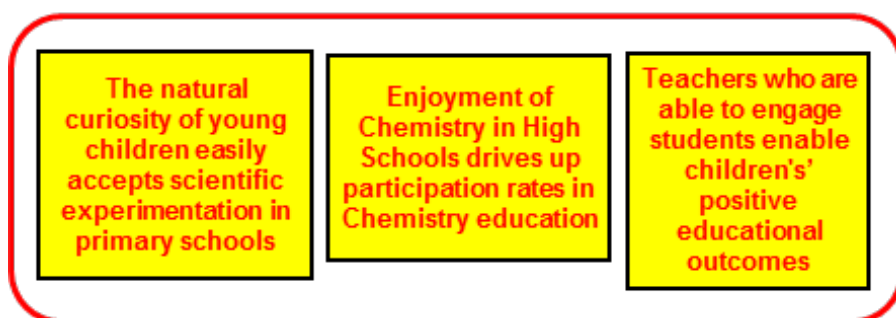 The natural
curiosity of young
children easily
accepts scientific
experimentation in
primary schools
Enjoyment of
Chemistry in High
Schools drives up
participation rates in
Chemistry education
Teachers who are
able to engage
students enable
children's’
positive
educational
outcomes